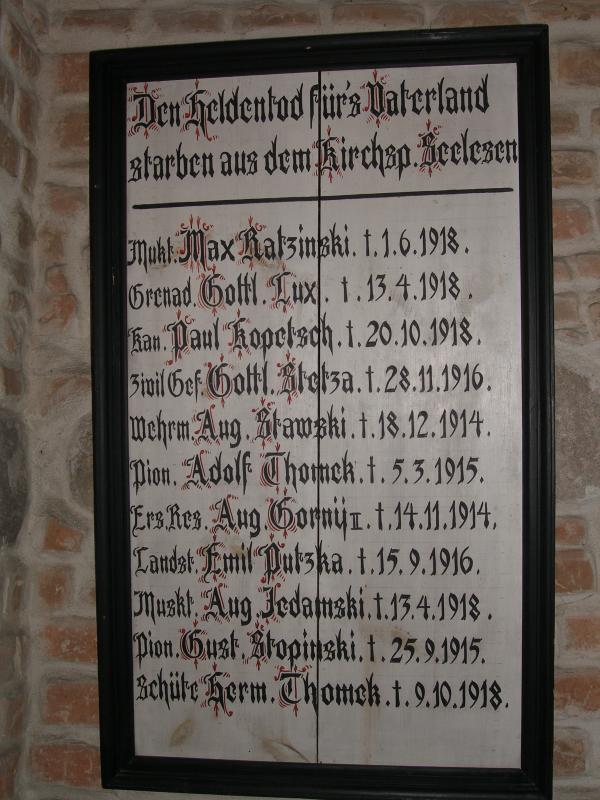 Den Heldentod für's Vaterland
starben aus dem Kirchsp. Seelesen
Mukt. Max Ratzinski. t. 1.6.1918.
Grenad. Gottl. Lux. t. 13.4.1918.
Kan. Paul Kopetsch. t. 20.10.1918.
Zivil Gef. Gottl. Stetza. t. 28.11.1916.
Wehrm. Aug. Stawski. t. 18.12.1914.
Pion. Adolf Thomek. t. 5.3.1915.
Ers. Res. Aug. Gornij II. t. 14.11.1914.
Landst. Emil Putzka. t. 15.9.1916.
Muskt. Aug. Jedamski. t. 13.4.1918.
Pion. Gust. Stopinski. t. 25.9.1915.
Schüte Herm. Thomek. t. 9.10.1918.